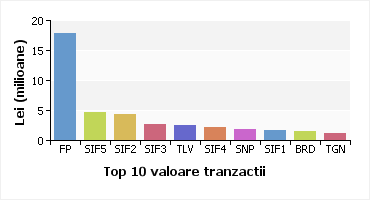 Lei (milioane)
20
15
10
5
0
FP SIF5 SIF2 SIF3 TLV SIF4 SNP SIF1 BRD TGN
Top 10 valoare tranzactii